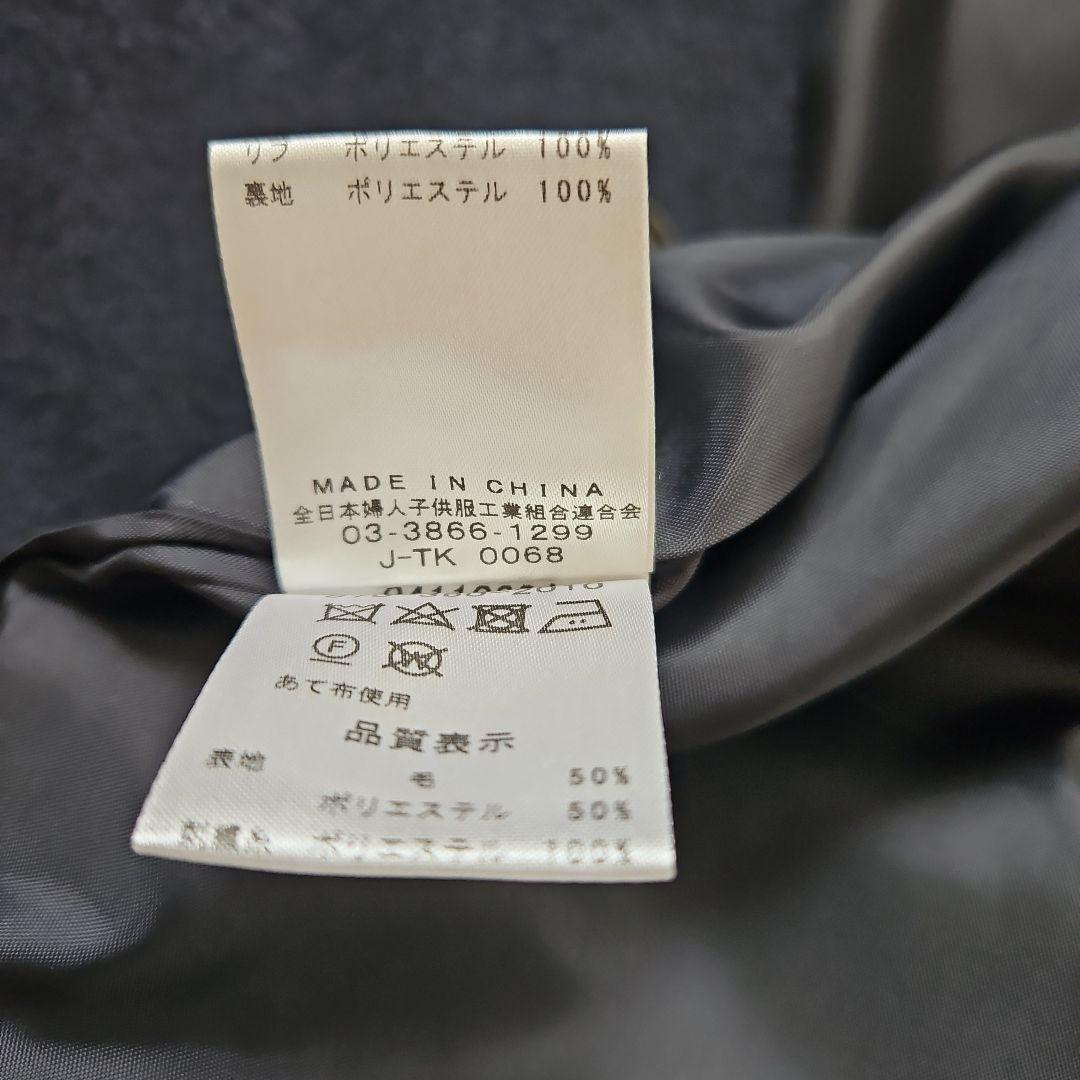 リブ ポリエステル 100%
裏地 ポリエステル 100%
MADE IN CHINA
全日本婦人子供服工業組合連合会
03-3866-1299
J-TK 0068
F
W
あて布使用
品質表示
表地 毛 50%
ポリエステル 50%
ポリエステル 100%